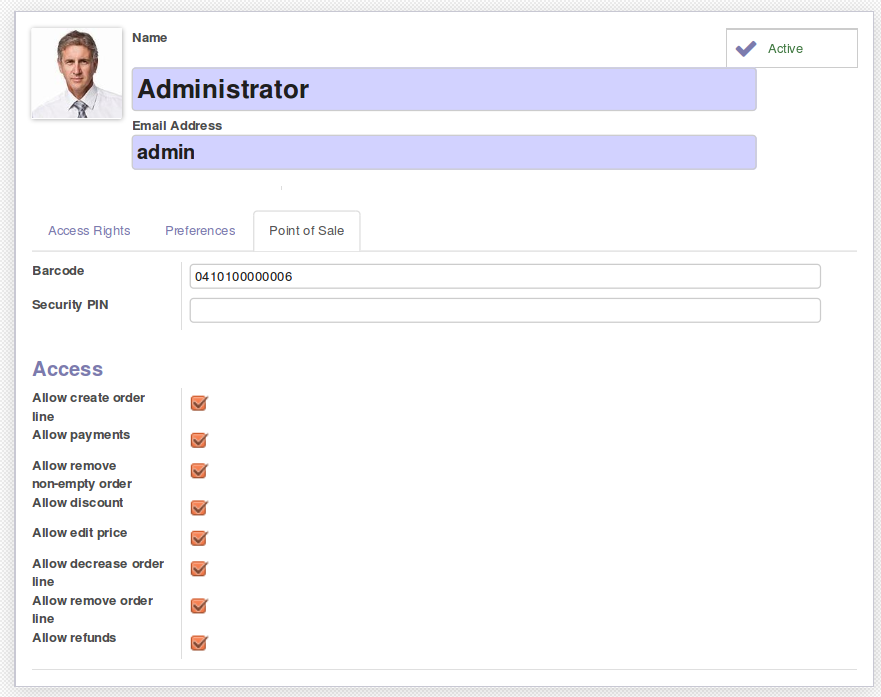 Name
Active
Administrator
Email Address
admin
Access Rights Preferences Point of Sale
Barcode 0410100000006
Security PIN
Access
Allow create order
line
Allow payments
Allow remove
non-empty order
Allow discount
Allow edit price
Allow decrease order
line
Allow remove order
line
Allow refunds